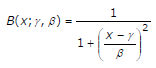 B(x; γ, β) = 1 / (1 + ((x − γ) / β)²)